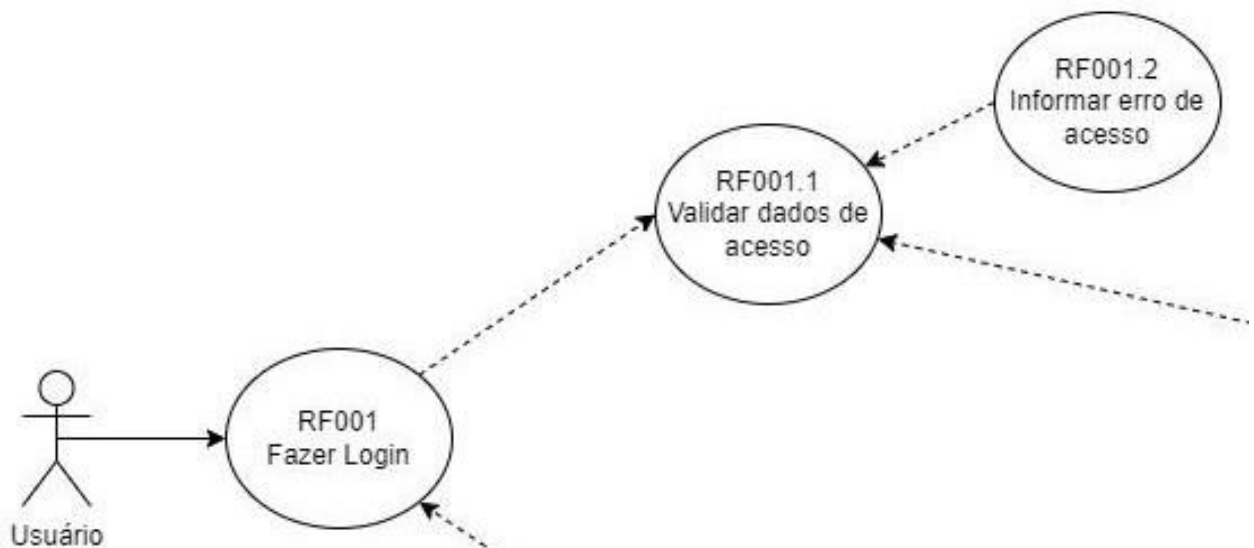 RF001.2
Informar erro de
acesso
RF001.1
Validar dados de
acesso
RF001
Fazer Login
Usuário